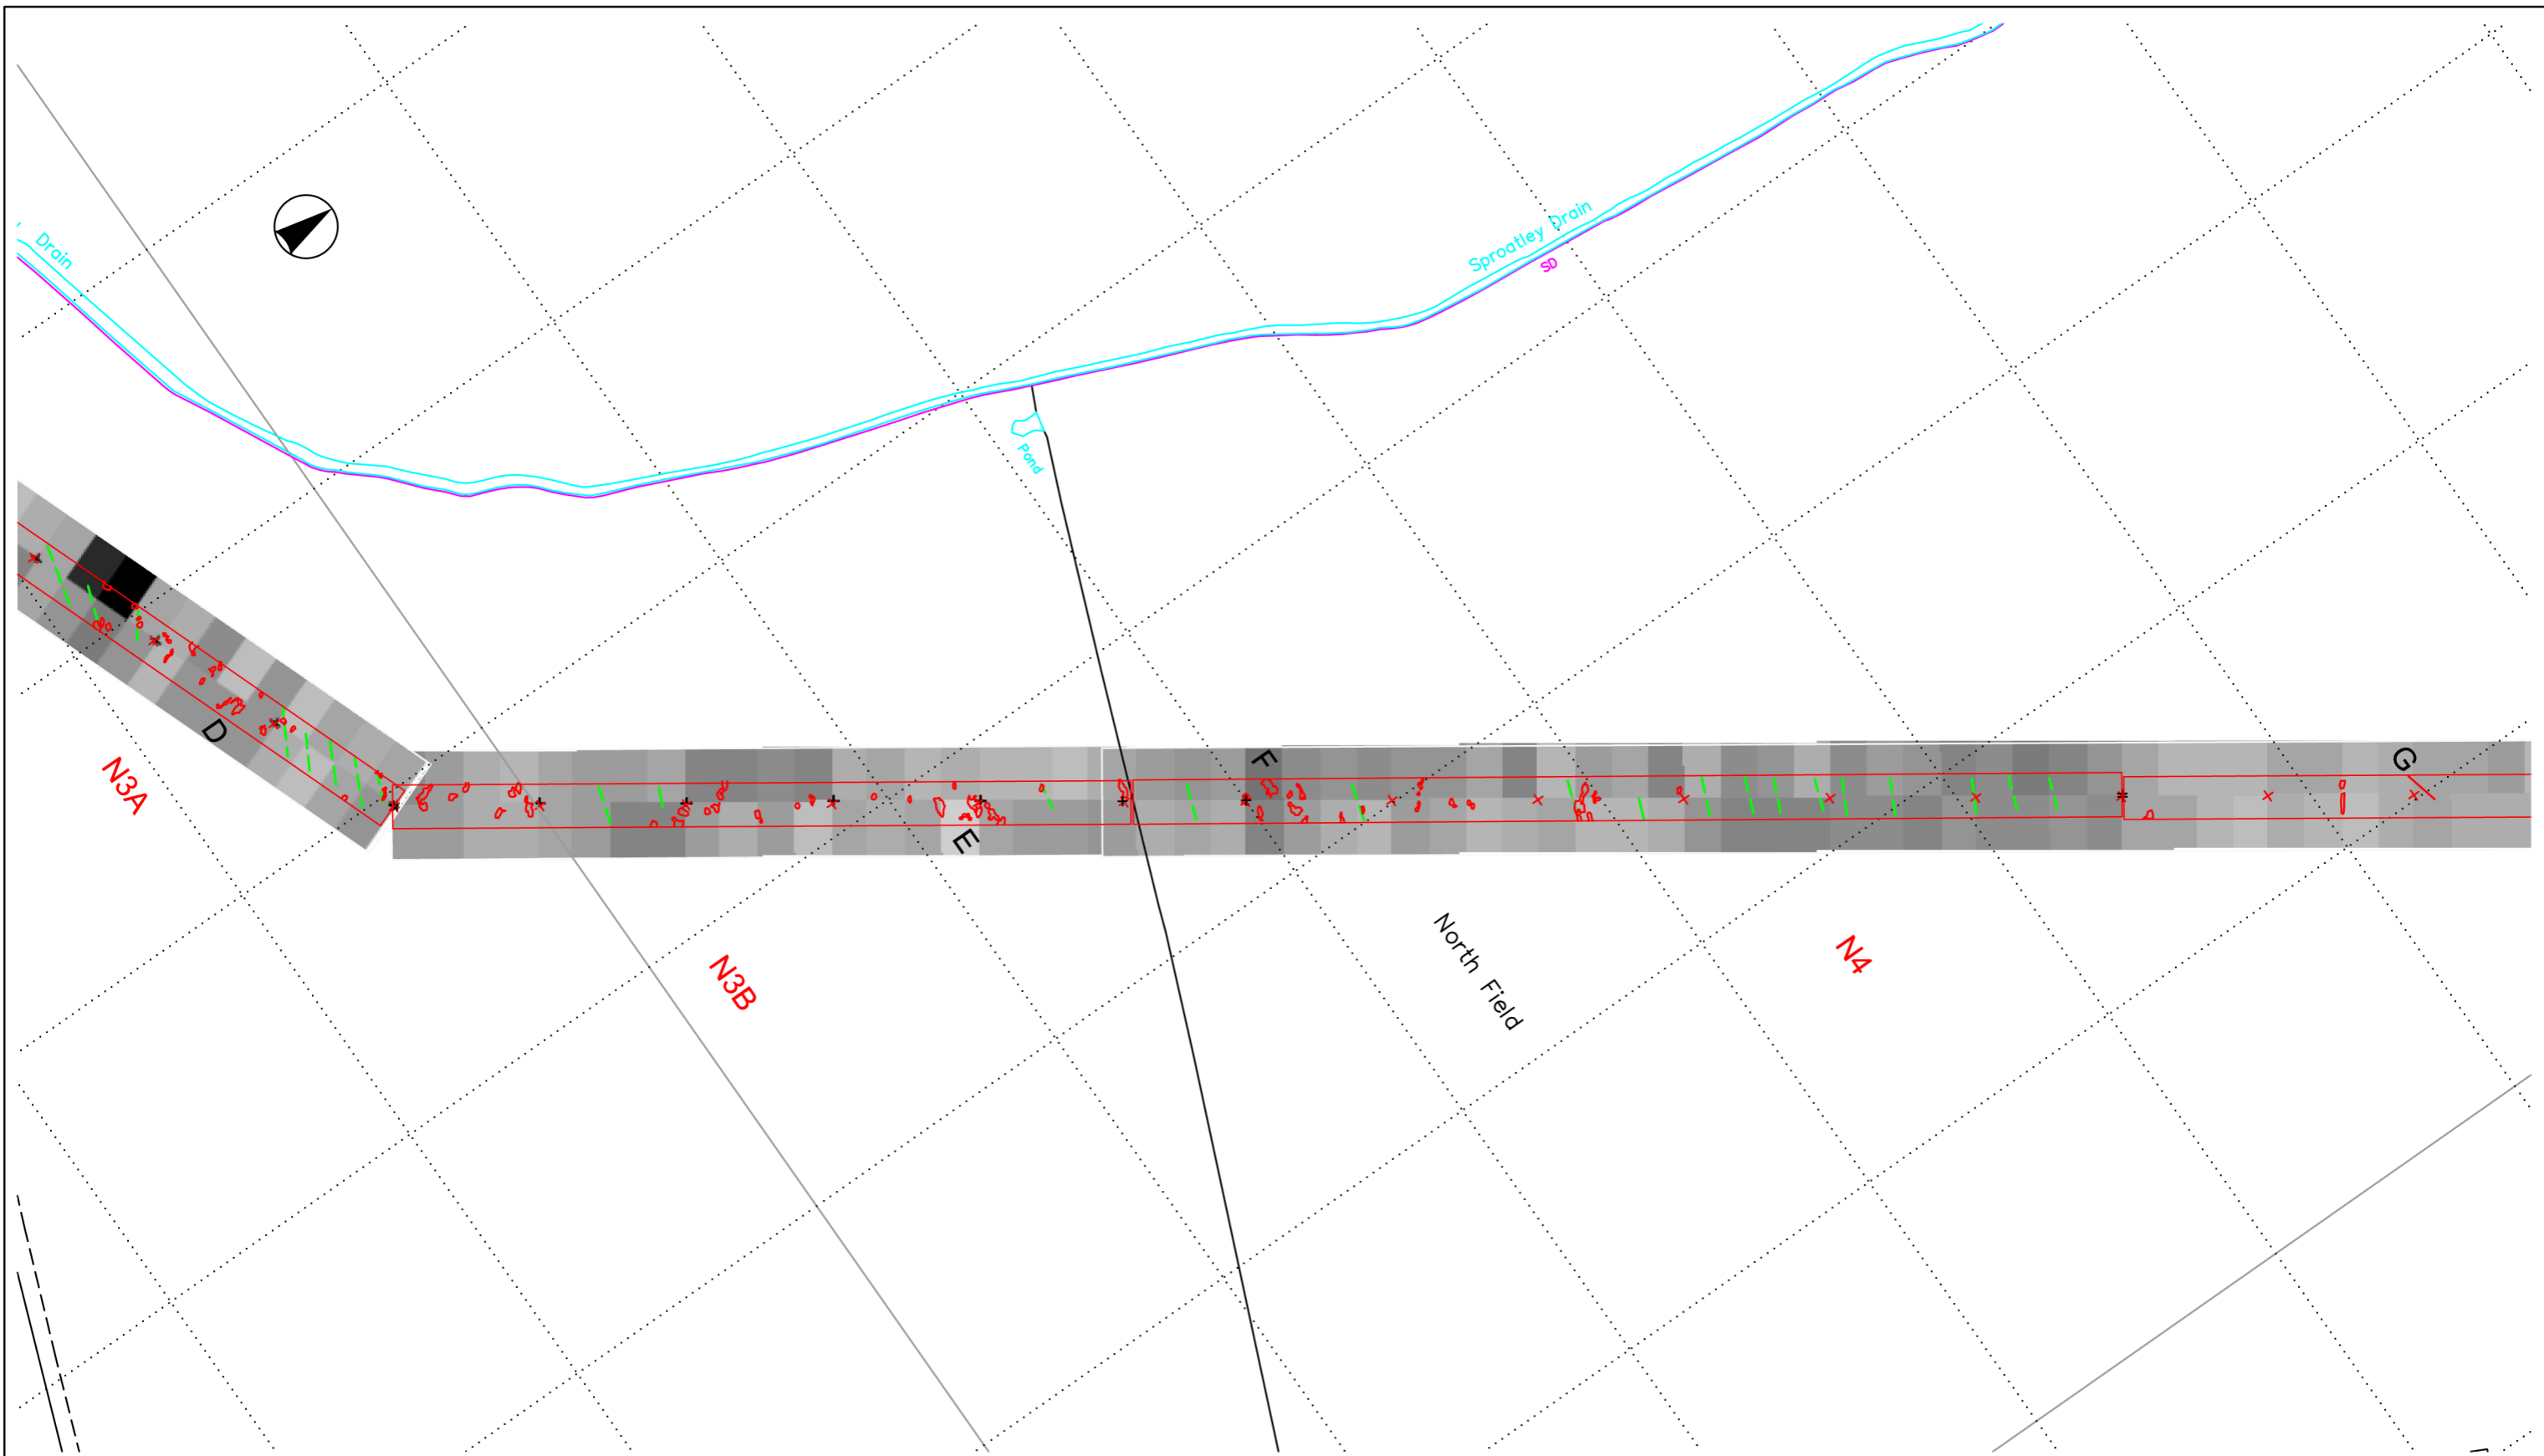 Drain
Sproatley Drain
SD
Pond
D
N3A
E
F
G
N3B
North Field
N4